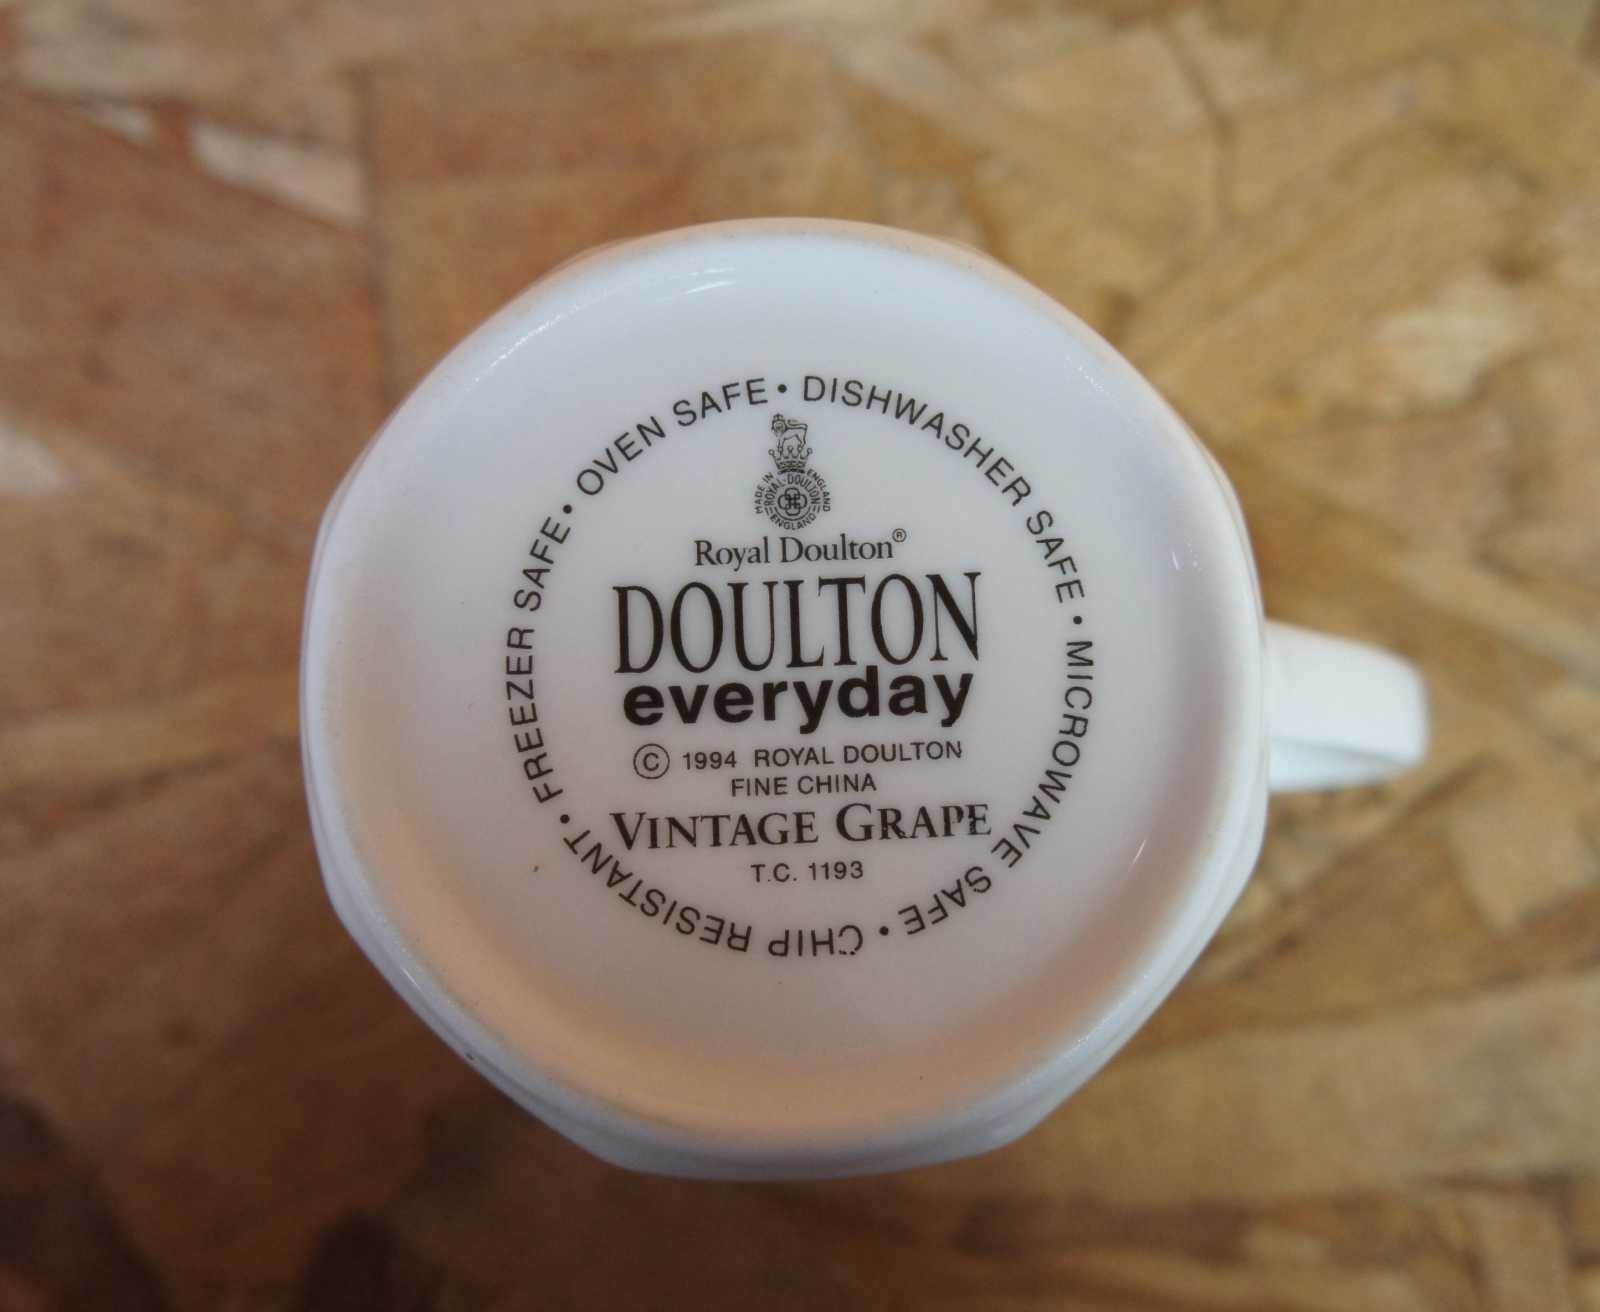 OVEN SAFE • DISHWASHER SAFE • MICROWAVE SAFE • CHIP RESISTANT • FREEZER SAFE •
MADE IN ENGLAND
ROYAL-DOULTON
ENGLAND
Royal Doulton®
DOULTON
everyday
© 1994 ROYAL DOULTON
FINE CHINA
VINTAGE GRAPE
T.C. 1193